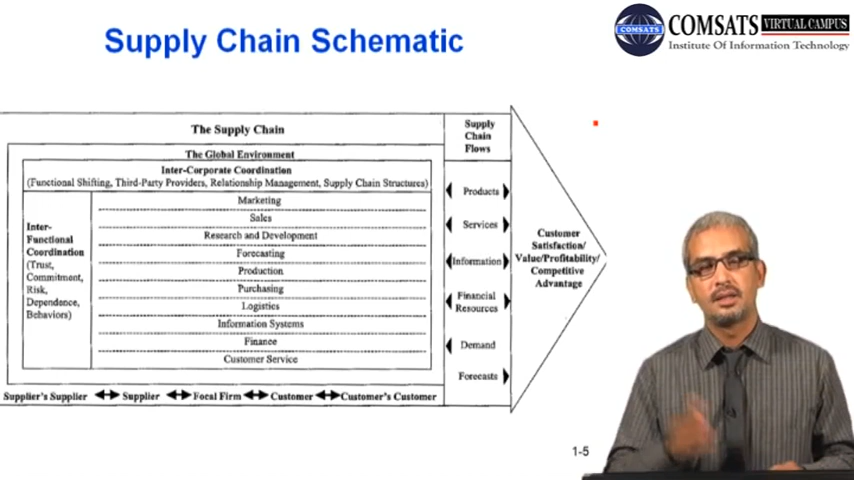 Supply Chain Schematic
COMSATS
COMSATS VIRTUAL CAMPUS
Institute Of Information Technology
The Supply Chain
The Global Environment
Inter-Corporate Coordination
(Functional Shifting, Third-Party Providers, Relationship Management, Supply Chain Structures)
Inter-
Functional
Coordination
(Trust,
Commitment,
Risk,
Dependence,
Behaviors)
Marketing
Sales
Research and Development
Forecasting
Production
Purchasing
Logistics
Information Systems
Finance
Customer Service
Supplier's Supplier Supplier Focal Firm Customer Customer's Customer
Supply
Chain
Flows
Products
Services
Information
Financial
Resources
Demand
Forecasts
Customer
Satisfaction/
Value/Profitability/
Competitive
Advantage
1-5